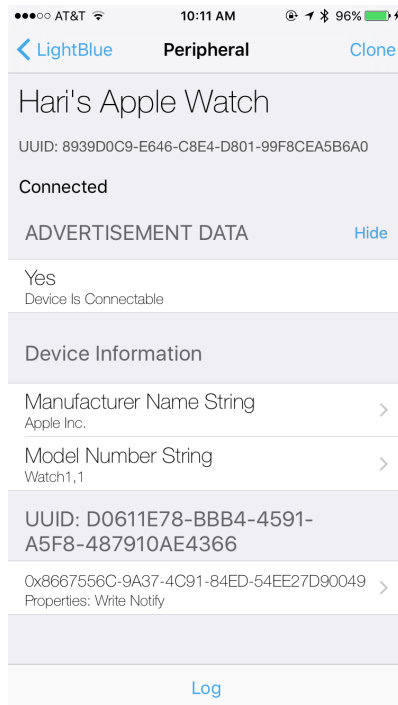 AT&T 10:11 AM 96%
LightBlue Peripheral Clone
Hari's Apple Watch
UUID: 8939D0C9-E646-C8E4-D801-99F8CEA5B6A0
Connected
ADVERTISEMENT DATA Hide
Yes
Device Is Connectable
Device Information
Manufacturer Name String
Apple Inc.
Model Number String
Watch1,1
UUID: D0611E78-BBB4-4591-
A5F8-487910AE4366
0x8667556C-9A37-4C91-84ED-54EE27D90049
Properties: Write Notify
Log